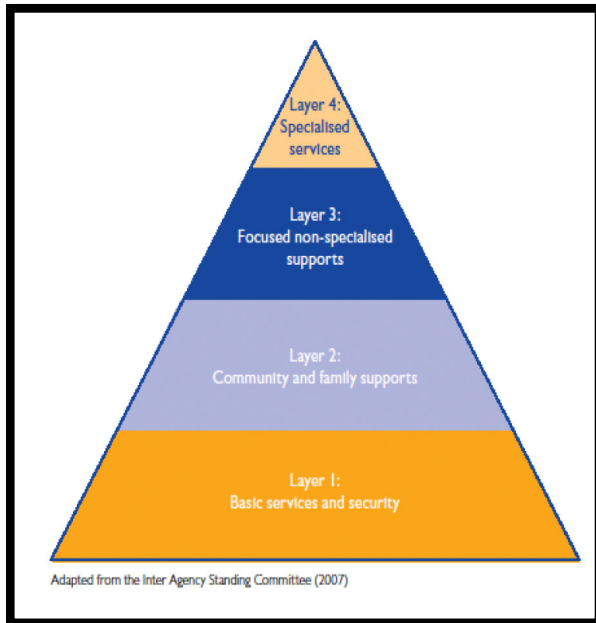 Layer 4:
Specialised
services
Layer 3:
Focused non-specialised
supports
Layer 2:
Community and family supports
Layer 1:
Basic services and security
Adapted from the Inter Agency Standing Committee (2007)